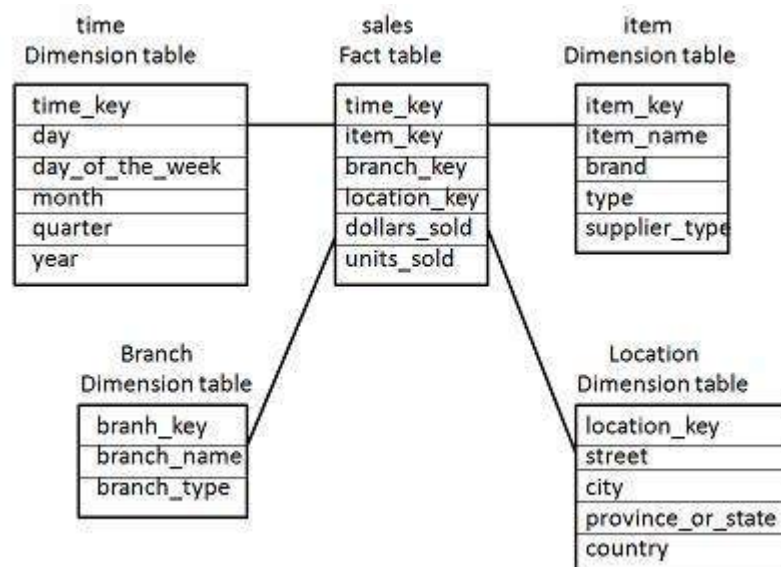 time
Dimension table
time_key
day
day_of_the_week
month
quarter
year
sales
Fact table
time_key
item_key
branch_key
location_key
dollars_sold
units_sold
item
Dimension table
item_key
item_name
brand
type
supplier_type
Branch
Dimension table
branh_key
branch_name
branch_type
Location
Dimension table
location_key
street
city
province_or_state
country